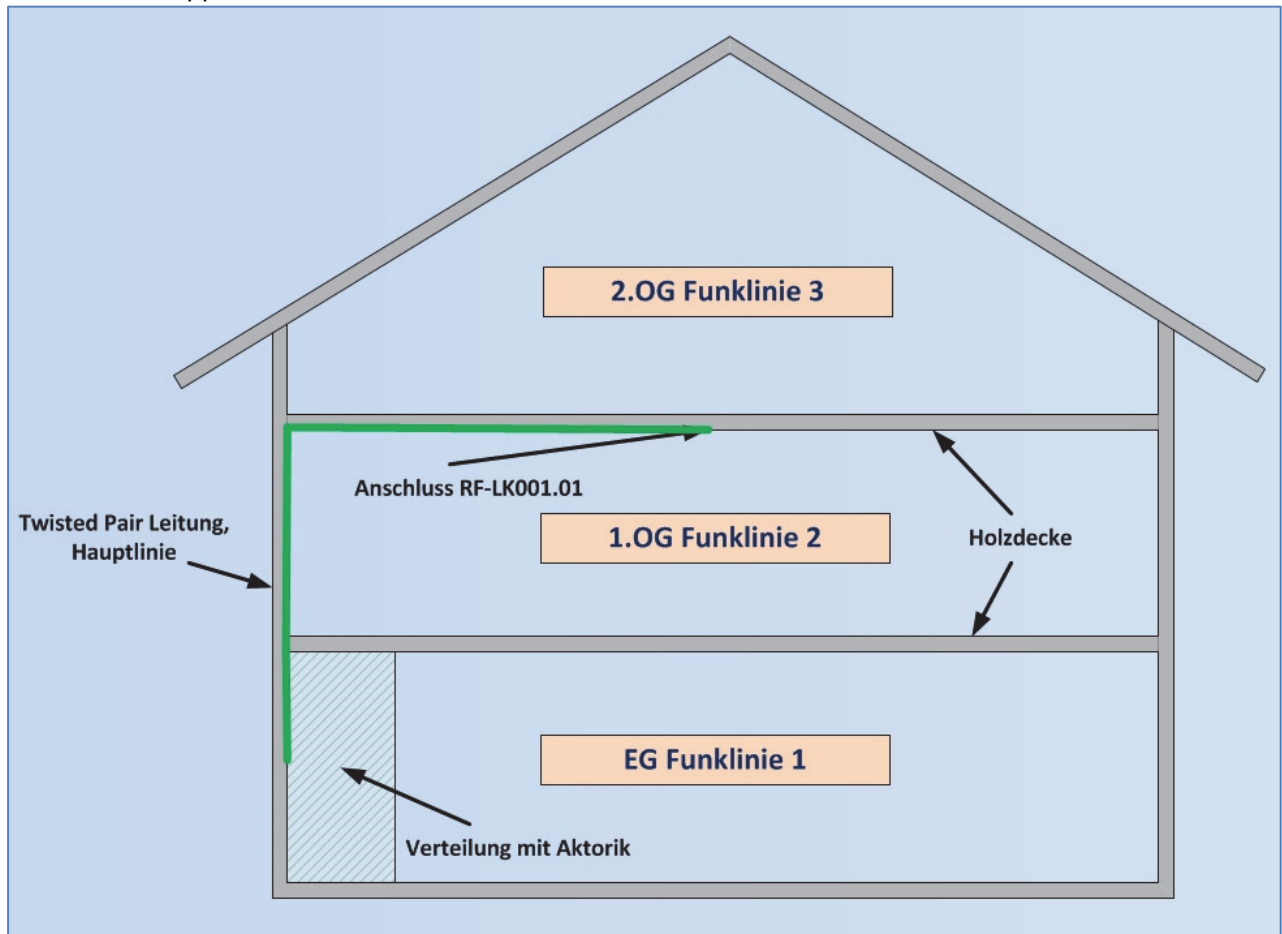 2.OG Funklinie 3
Anschluss RF-LK001.01
Twisted Pair Leitung,
Hauptlinie
1.OG Funklinie 2
Holzdecke
EG Funklinie 1
Verteilung mit Aktorik